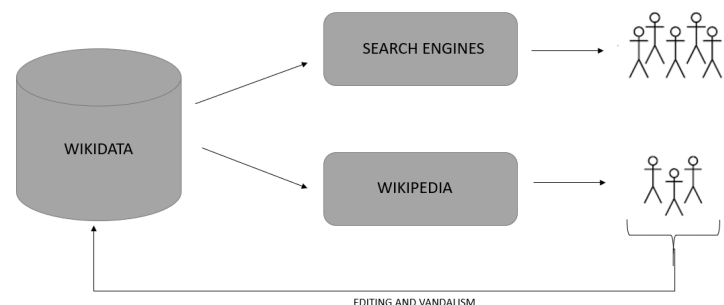 SEARCH ENGINES
WIKIDATA
WIKIPEDIA
EDITING AND VANDALISM